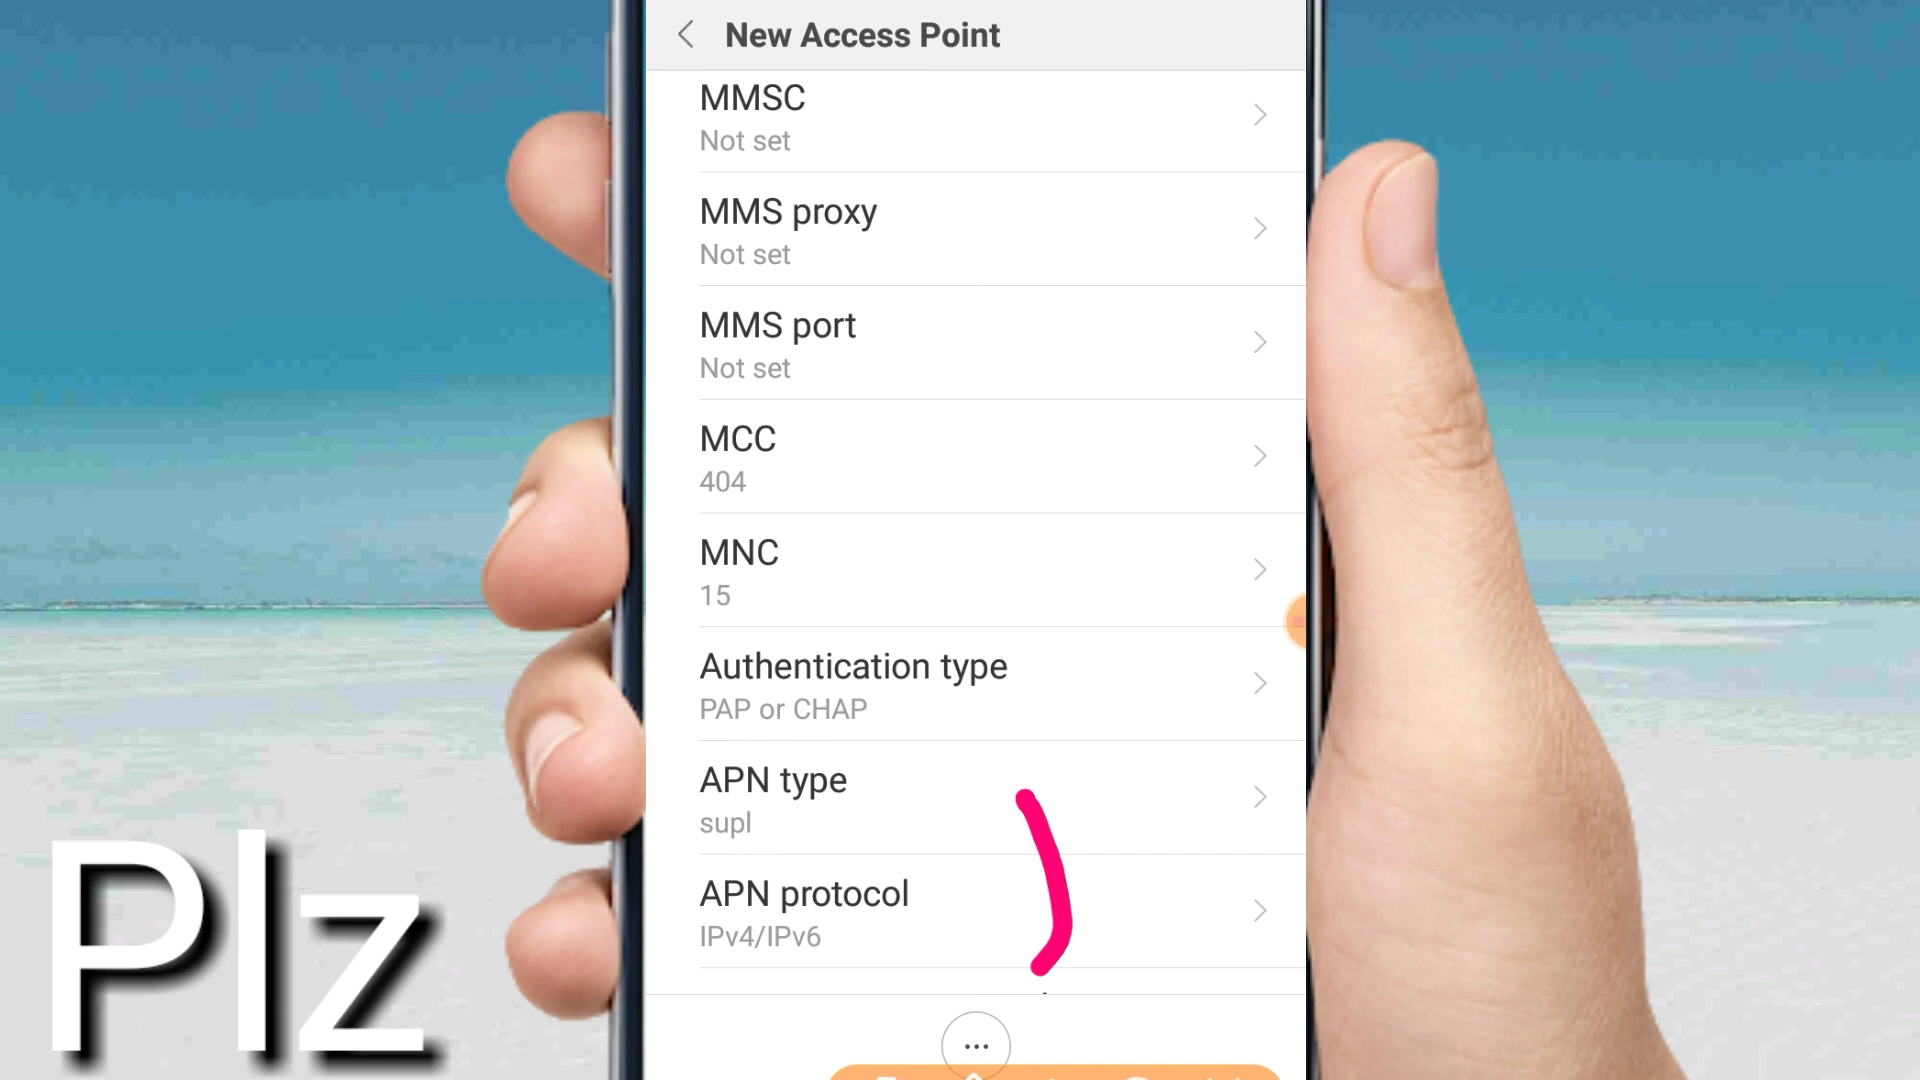 New Access Point
MMSC
Not set
MMS proxy
Not set
MMS port
Not set
MCC
404
MNC
15
Authentication type
PAP or CHAP
APN type
supl
APN protocol
IPv4/IPv6
Plz